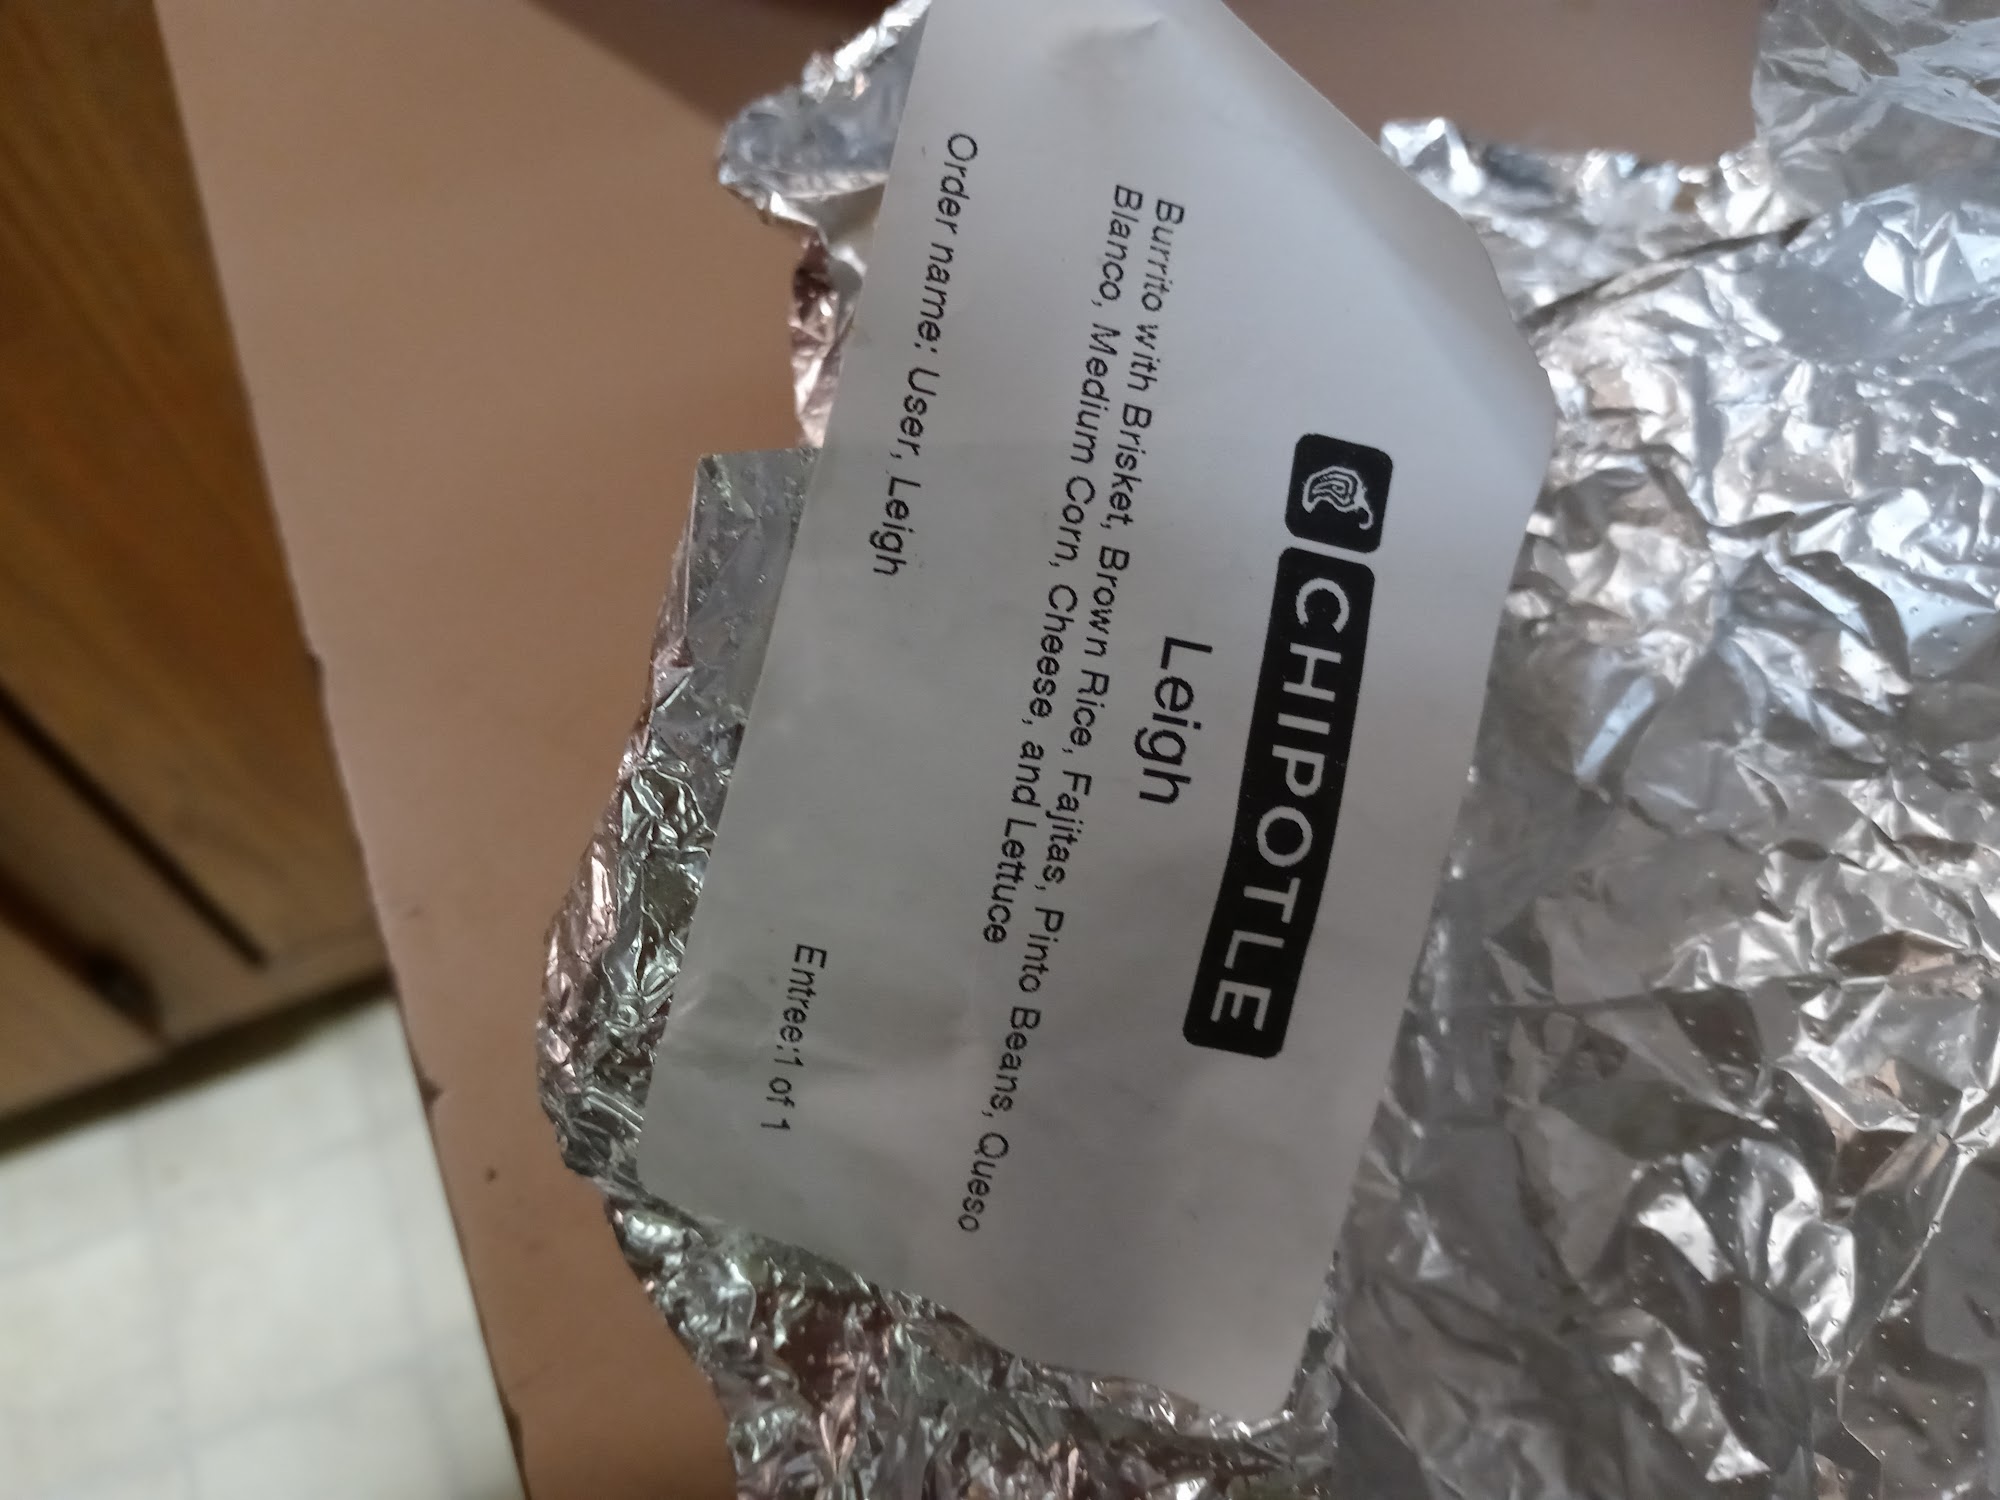 CHIPOTLE
Leigh
Burrito with Brisket, Brown Rice, Fajitas, Pinto Beans, Queso
Blanco, Medium Corn, Cheese, and Lettuce
Order name: User, Leigh
Entree:1 of 1